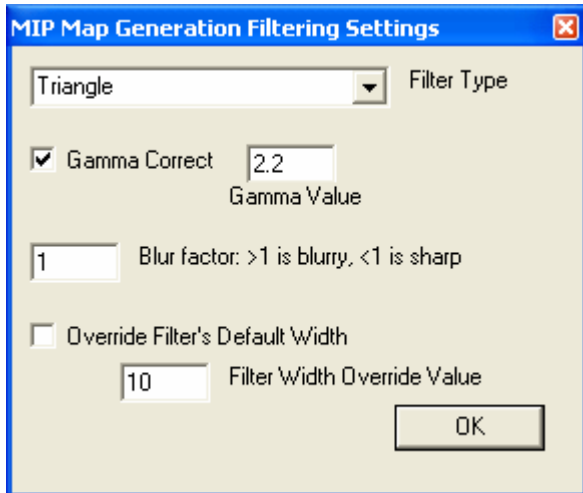 MIP Map Generation Filtering Settings
Triangle Filter Type
Gamma Correct 2.2
Gamma Value
1 Blur factor: >1 is blurry, <1 is sharp
Override Filter's Default Width
10 Filter Width Override Value
OK